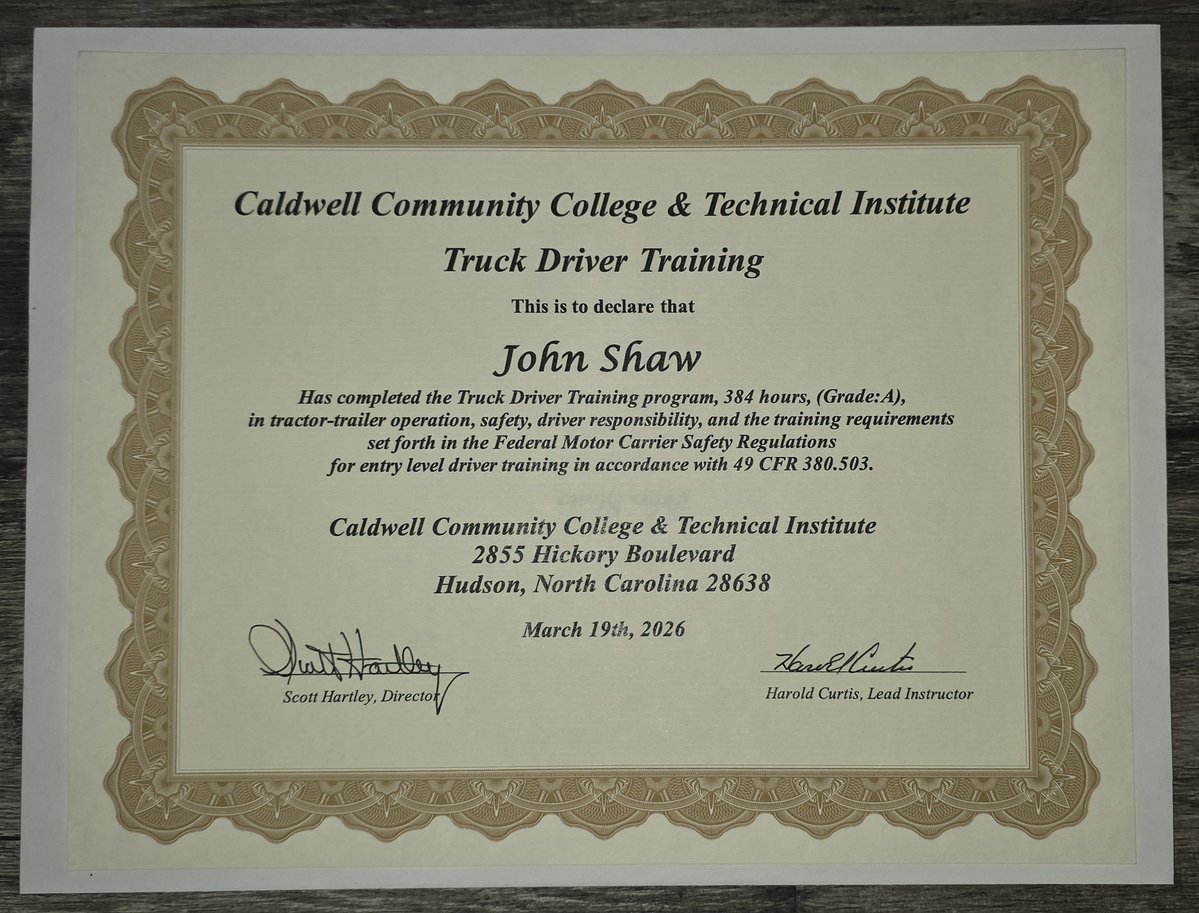 Caldwell Community College & Technical Institute
Truck Driver Training
This is to declare that
John Shaw
Has completed the Truck Driver Training program, 384 hours, (Grade:A),
in tractor-trailer operation, safety, driver responsibility, and the training requirements
set forth in the Federal Motor Carrier Safety Regulations
for entry level driver training in accordance with 49 CFR 380.503.
Caldwell Community College & Technical Institute
2855 Hickory Boulevard
Hudson, North Carolina 28638
March 19th, 2026
Scott Hartley
Harold Curtis
Scott Hartley, Director
Harold Curtis, Lead Instructor